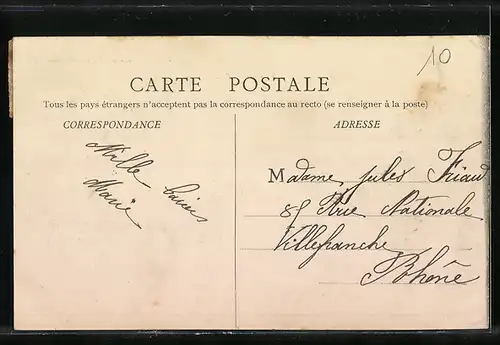 10
CARTE POSTALE
Tous les pays étrangers n'acceptent pas la correspondance au recto (se renseigner à la poste)
CORRESPONDANCE
ADRESSE
Mille baisers
Marie
Madame Jules
Rue Nationale
Villefranche
Rhône